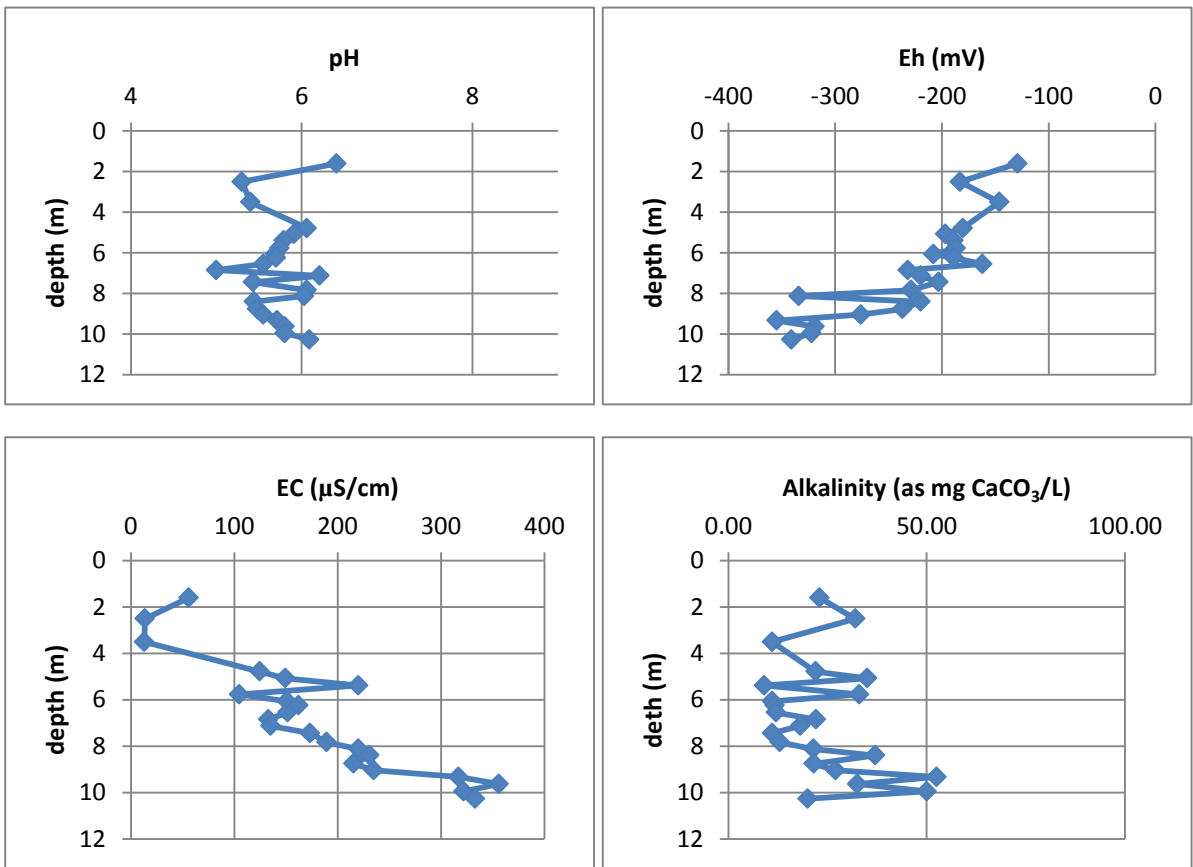 pH
4 6 8
0
2
4
6
8
10
12
depth (m)
Eh (mV)
-400 -300 -200 -100 0
0
2
4
6
8
10
12
depth (m)
EC (µS/cm)
0 100 200 300 400
0
2
4
6
8
10
12
depth (m)
Alkalinity (as mg CaCO₃/L)
0.00 50.00 100.00
0
2
4
6
8
10
12
deth (m)